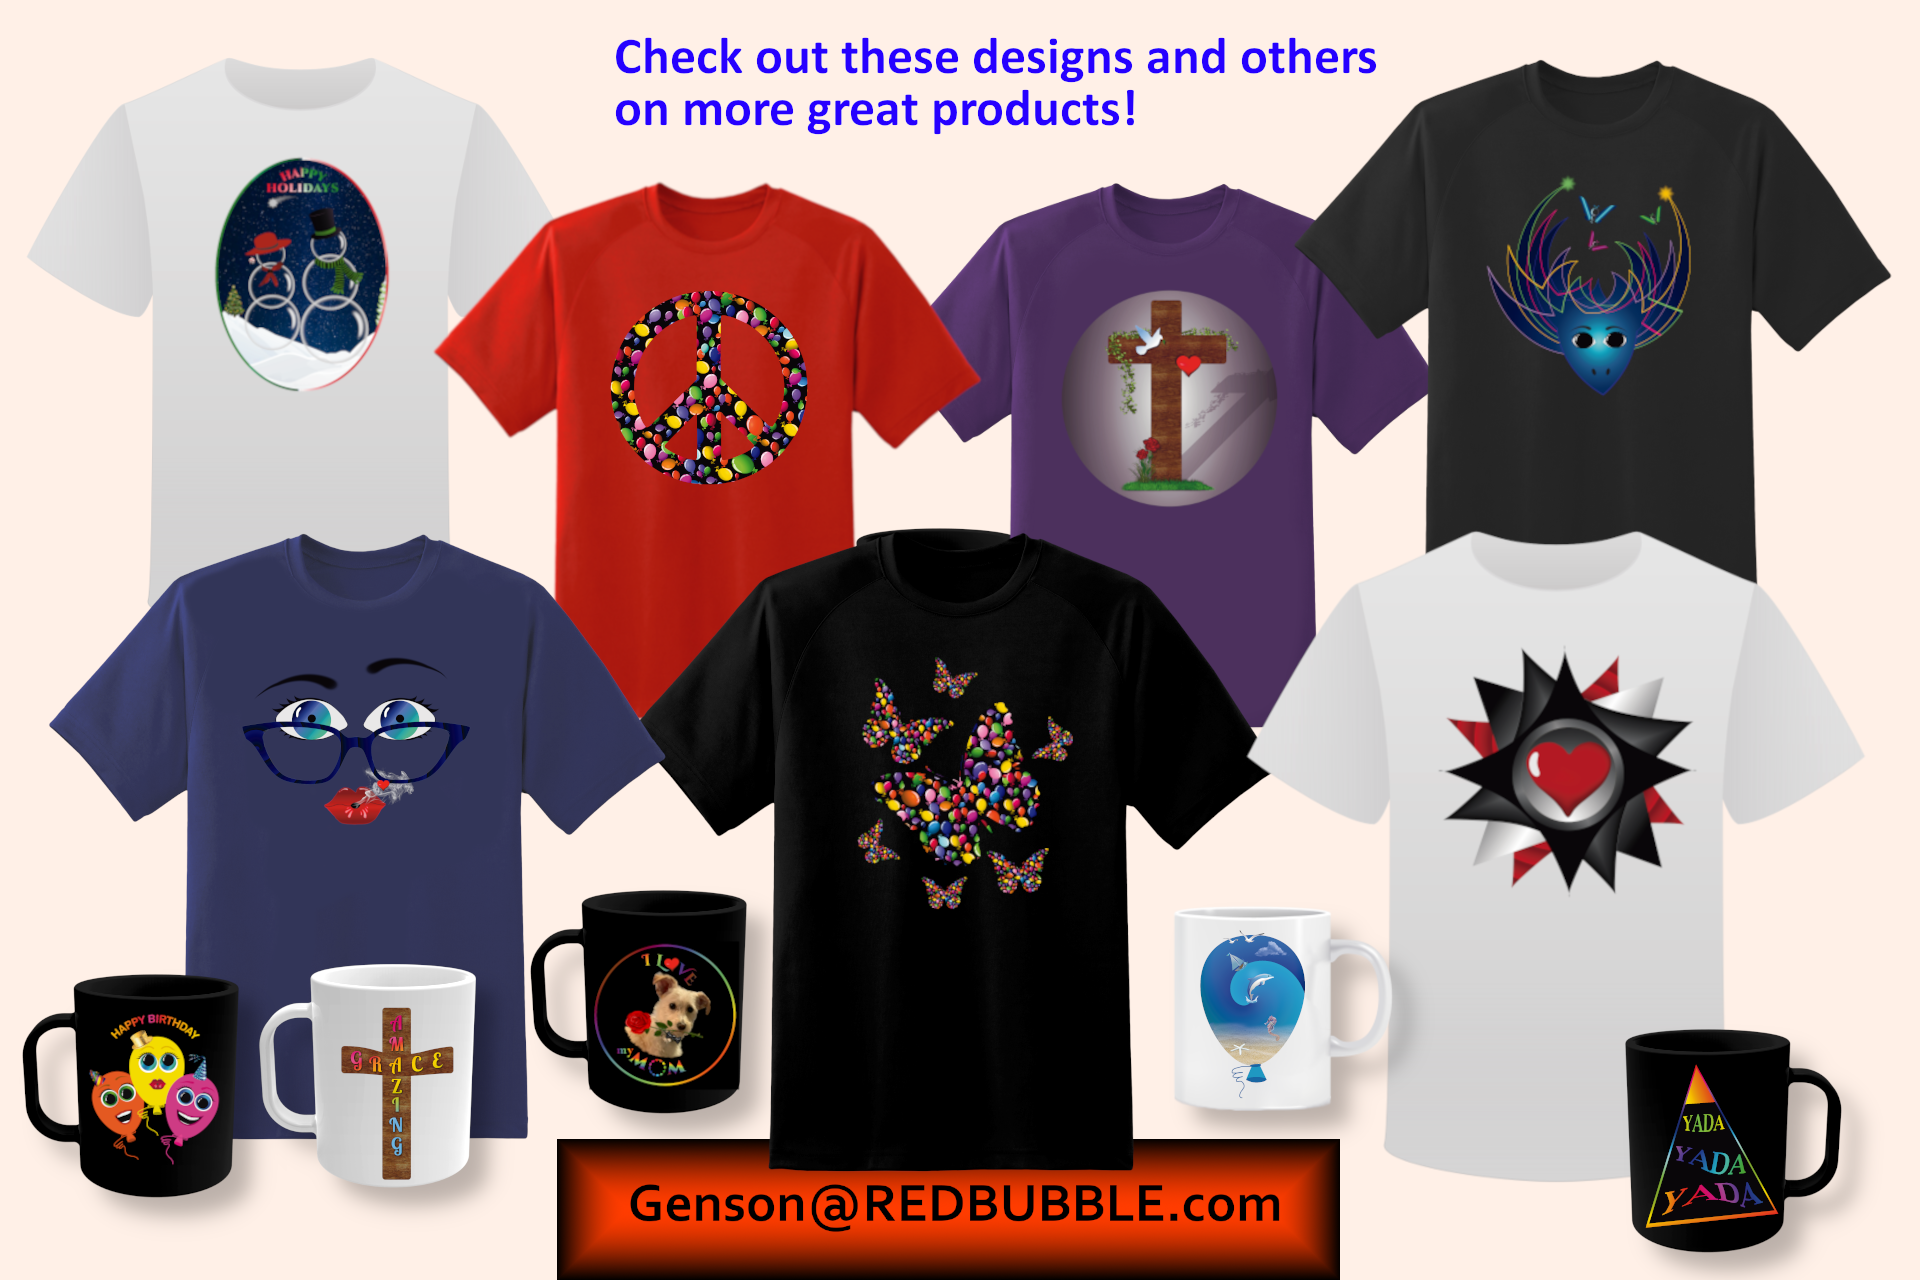 Check out these designs and others
on more great products!
HAPPY
HOLIDAYS
HAPPY BIRTHDAY
AMAZING
GRACE
I LOVE
my MOM
YADA
YADA
YADA
Genson@REDBUBBLE.com